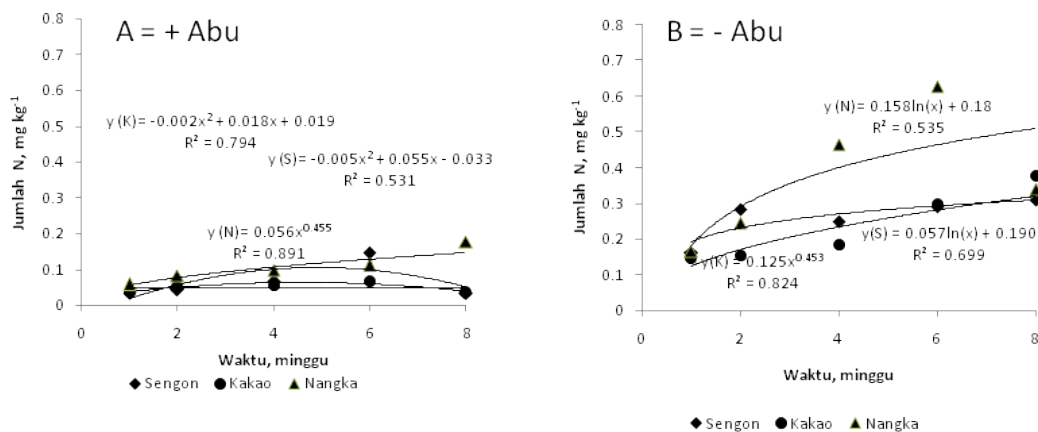 A = + Abu
0.8
0.7
0.6
0.5
0.4
0.3
0.2
0.1
0
Jumlah N, mg kg⁻¹
y (K)= -0.002x² + 0.018x + 0.019
R² = 0.794
y (S)= -0.005x² + 0.055x - 0.033
R² = 0.531
y (N)= 0.056x^0.455
R² = 0.891
0 2 4 6 8
Waktu, minggu
◆ Sengon ● Kakao ▲ Nangka
B = - Abu
0.8
0.7
0.6
0.5
0.4
0.3
0.2
0.1
0
Jumlah N, mg kg⁻¹
y (N)= 0.158ln(x) + 0.18
R² = 0.535
y(S)= 0.057ln(x) + 0.190
R² = 0.699
y(K)= 0.125x^0.453
R² = 0.824
0 2 4 6 8
Waktu, minggu
◆ Sengon ● Kakao ▲ Nangka